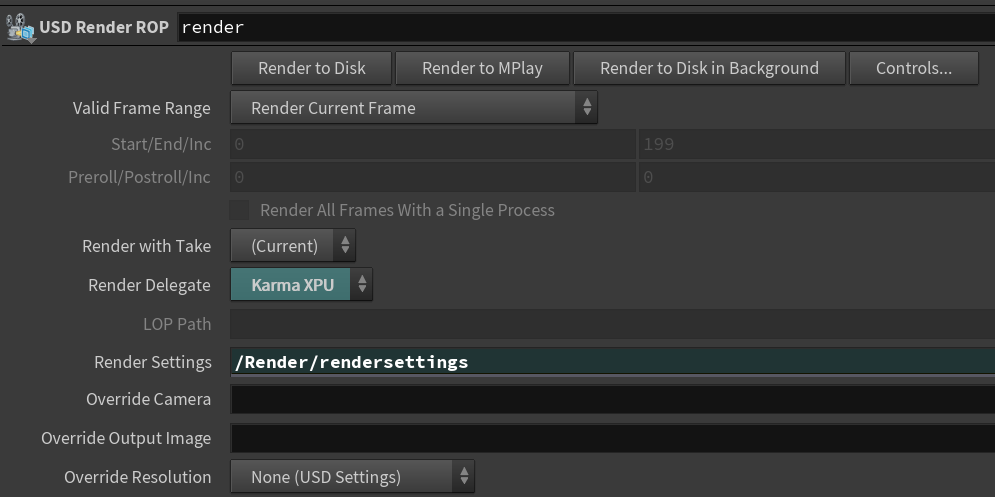 USD Render ROP render
Render to Disk Render to MPlay Render to Disk in Background Controls...
Valid Frame Range Render Current Frame
Start/End/Inc 0 199
Preroll/Postroll/Inc 0 0
Render All Frames With a Single Process
Render with Take (Current)
Render Delegate Karma XPU
LOP Path
Render Settings /Render/rendersettings
Override Camera
Override Output Image
Override Resolution None (USD Settings)